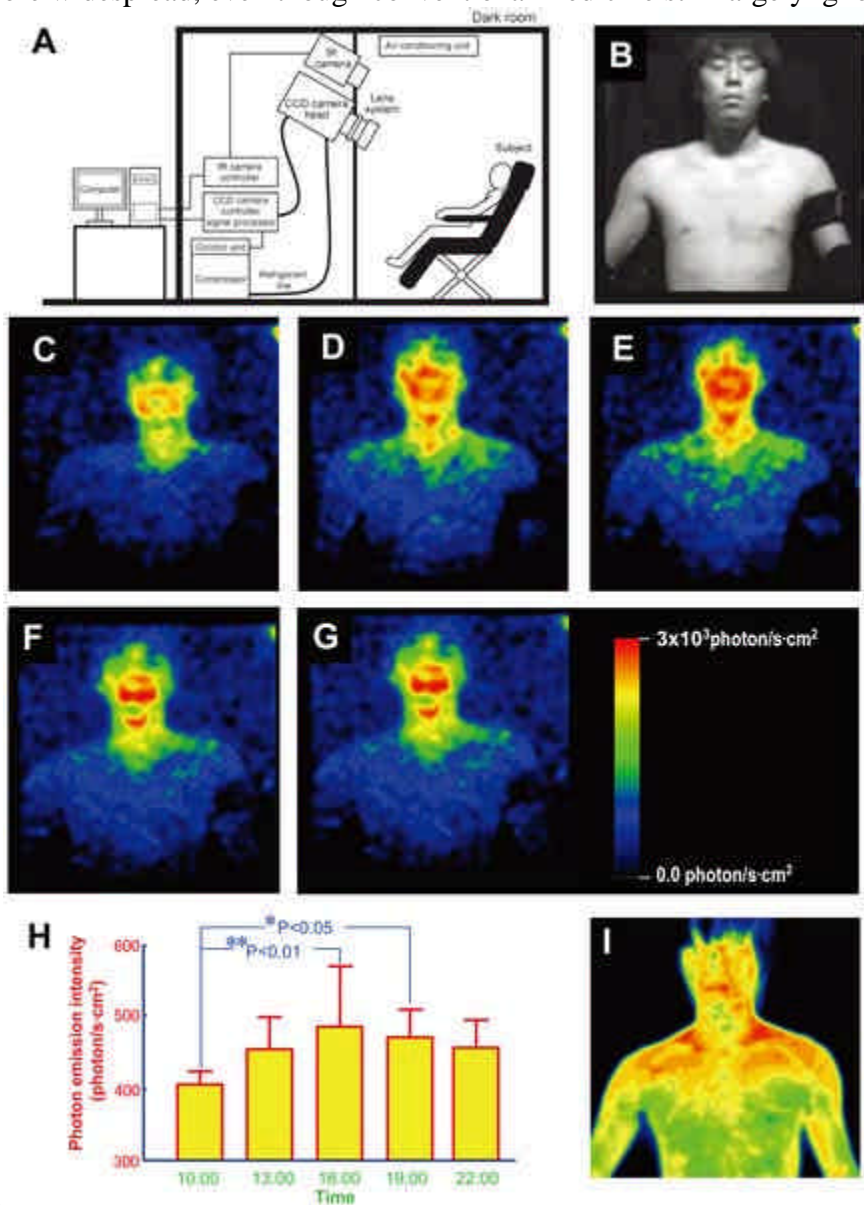 Dark room
A
IR camera
Air-conditioning unit
CCD camera head
Lens system
Subject
Computer
IR camera controller
CCD camera controller signal processor
Control unit
Compressor
Refrigerant line
B
C
D
E
F
G
3x10³photon/s·cm²
0.0 photon/s·cm²
H
*P<0.05
**P<0.01
Photon emission intensity
(photon/s·cm²)
600
500
400
300
10:00
13:00
16:00
19:00
22:00
Time
I